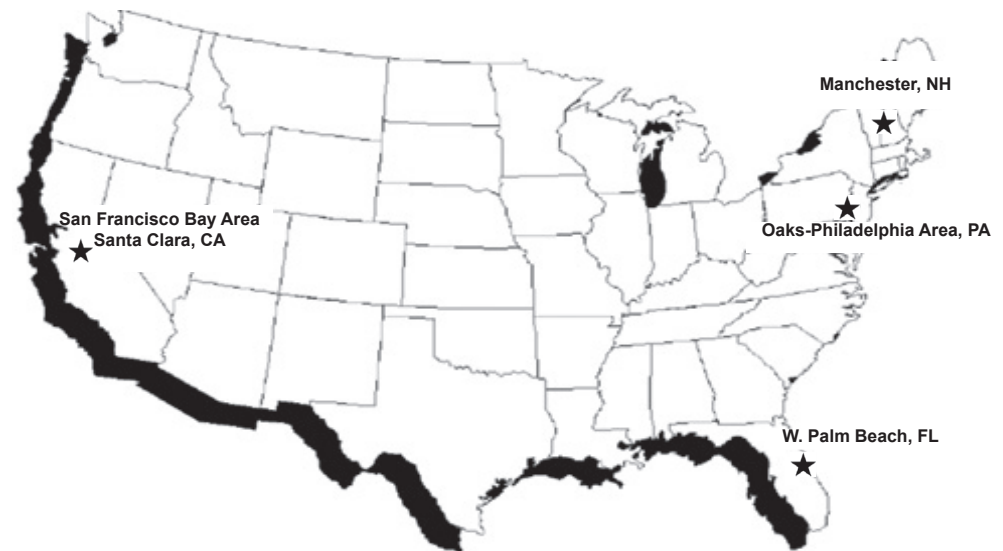 Manchester, NH
San Francisco Bay Area
Santa Clara, CA
Oaks-Philadelphia Area, PA
W. Palm Beach, FL